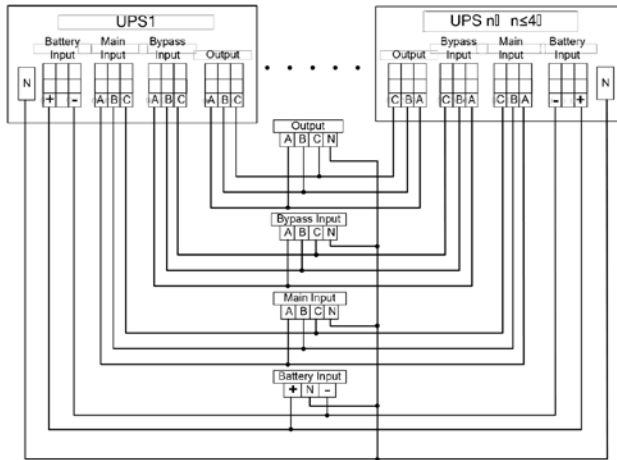 UPS1
UPS n▯ n≤4▯
Battery Input
Main Input
Bypass Input
Output
Output
Bypass Input
Main Input
Battery Input
N
+ -
A B C
A B C
A B C
C B A
C B A
C B A
- +
N
Output
A B C N
Bypass Input
A B C N
Main Input
A B C N
Battery Input
+ N -